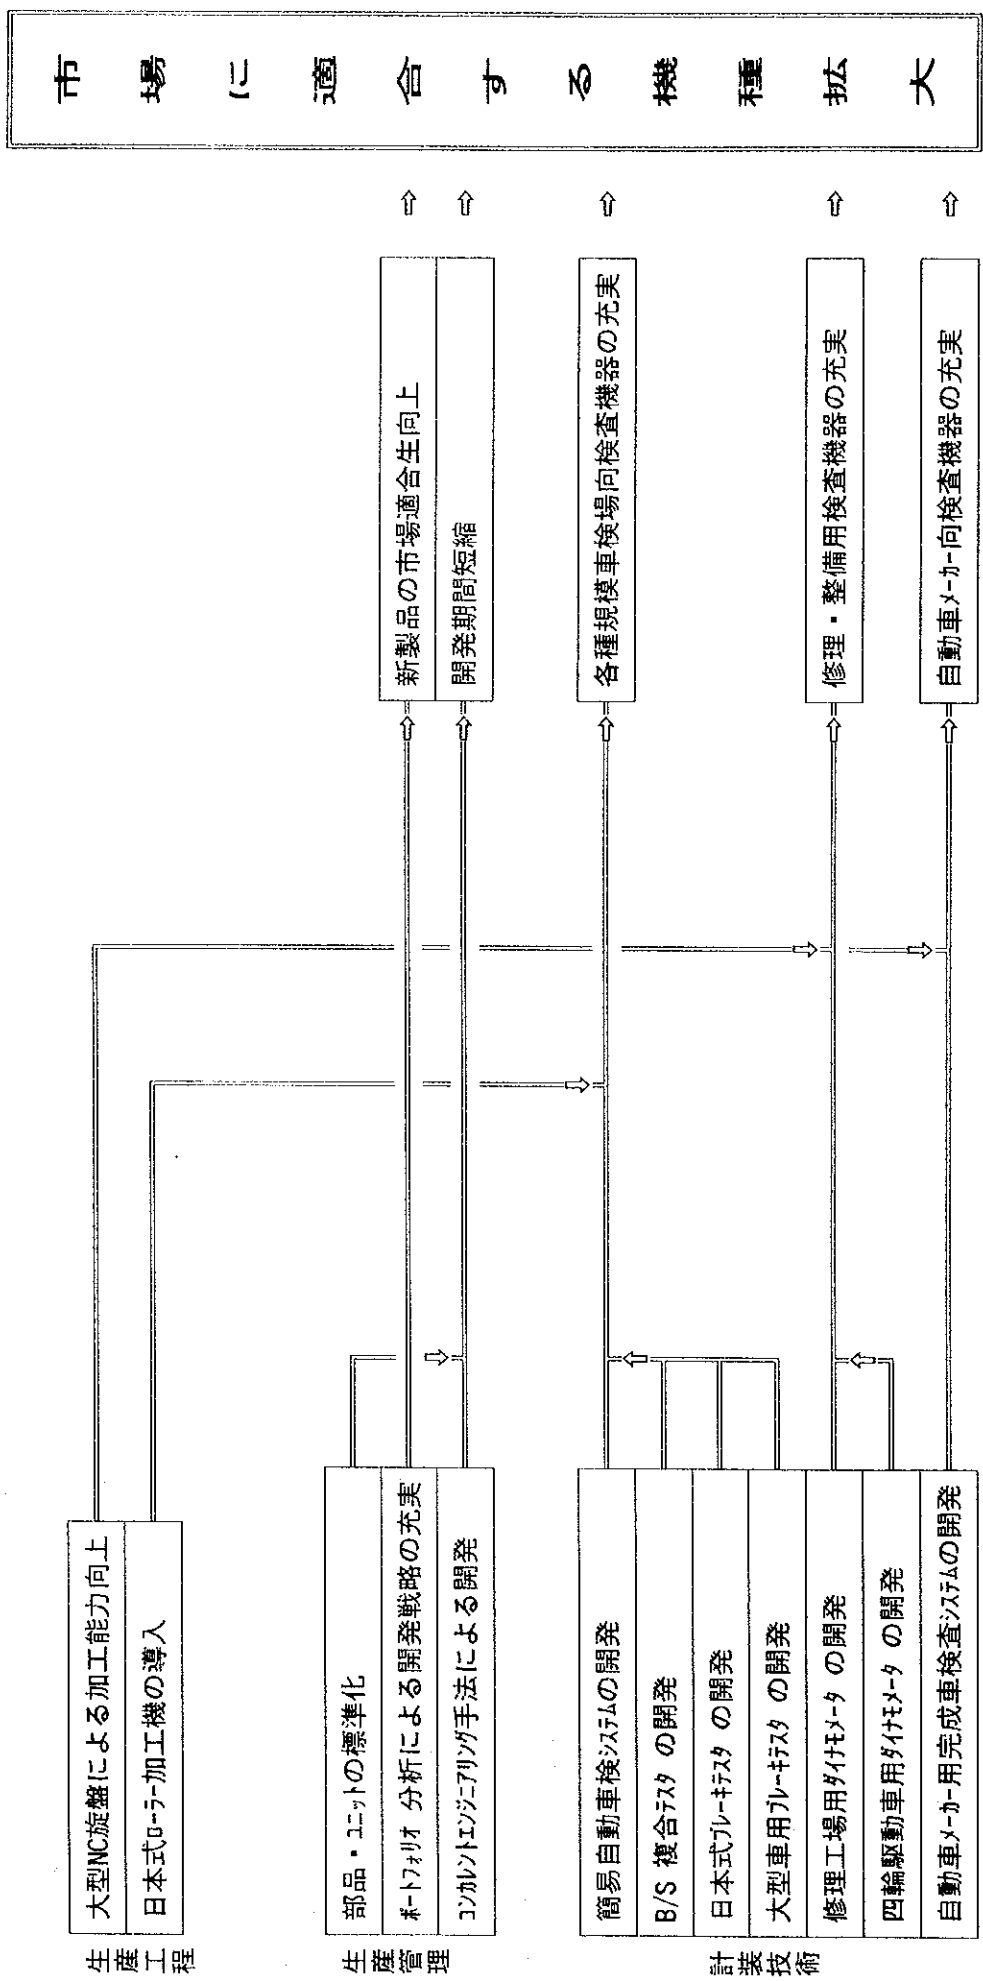 生産工程
大型NC旋盤による加工能力向上
日本式ローラー加工機の導入
生産管理
部品・ユニットの標準化
ポートフォリオ 分析による開発戦略の充実
コンカレントエンジニアリング手法による開発
計装技術
簡易自動車検システムの開発
B/S 複合テスタ の開発
日本式ブレーキテスタ の開発
大型車用ブレーキテスタ の開発
修理工場用ダイナモメータ の開発
四輪駆動車用ダイナモメータ の開発
自動車メーカー用完成車検査システムの開発
新製品の市場適合生向上
開発期間短縮
各種規模車検場向検査機器の充実
修理・整備用検査機器の充実
自動車メーカー向検査機器の充実
市場に適合する機種拡大